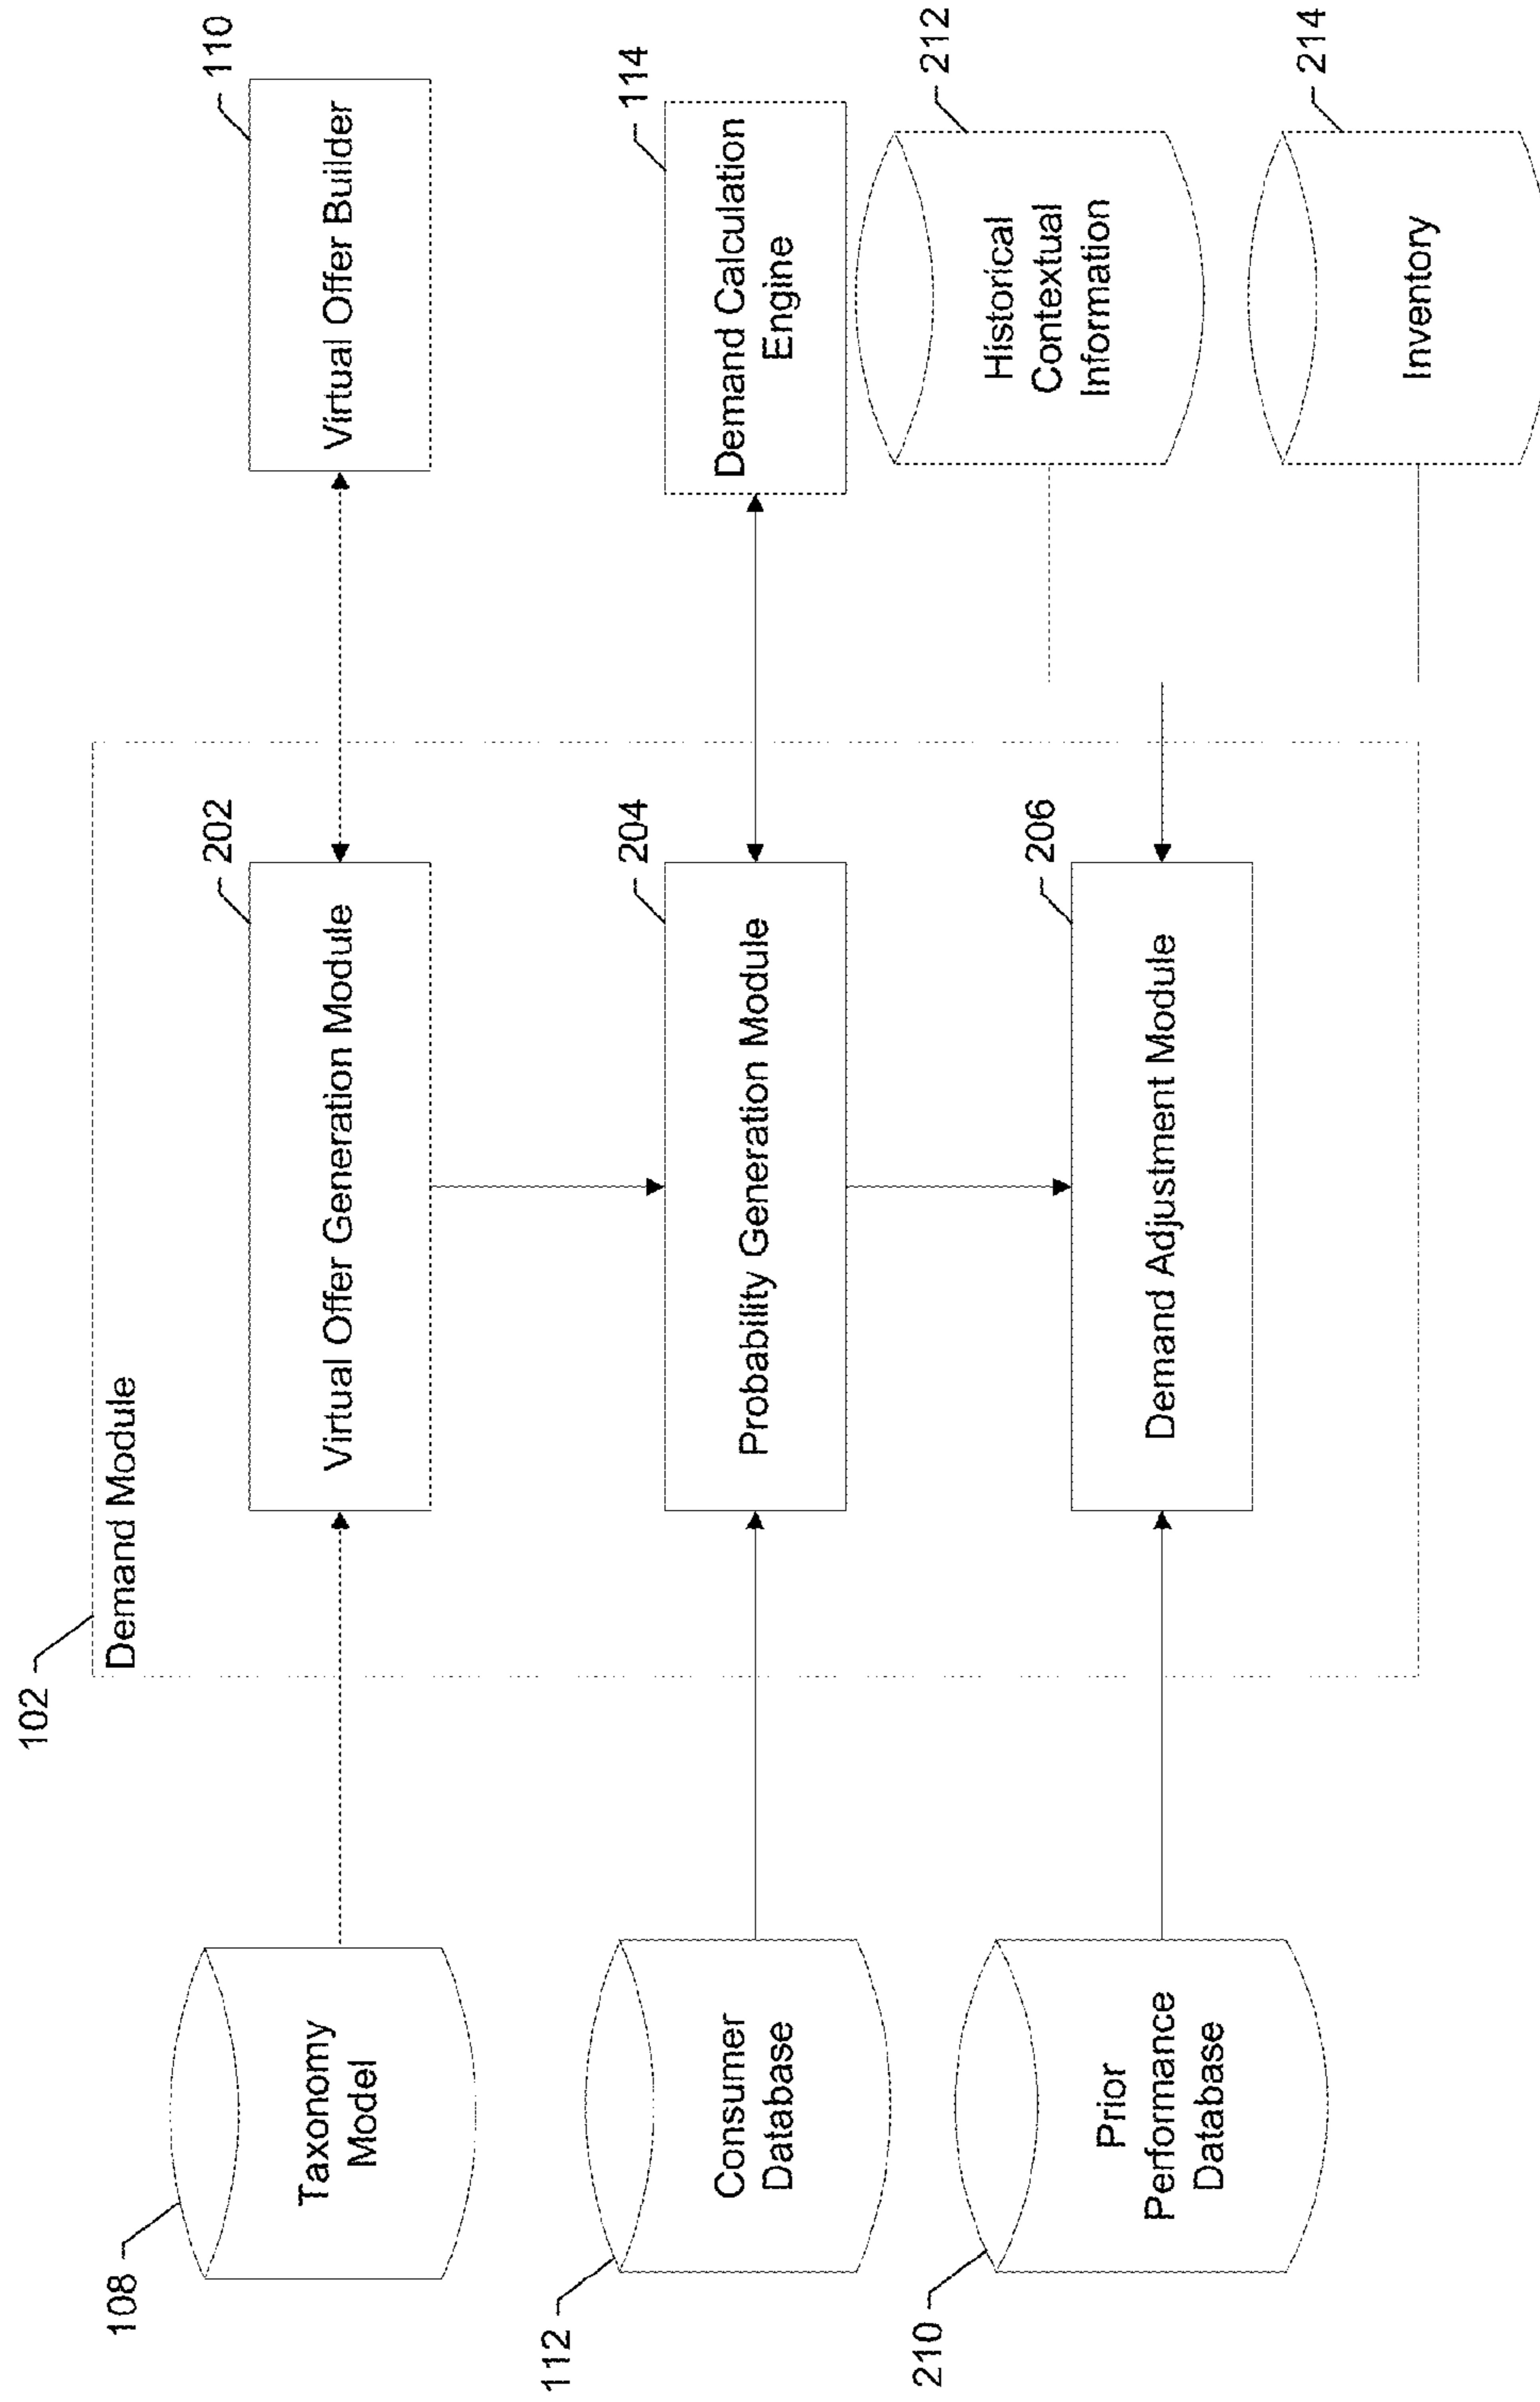 102
Demand Module
108
Taxonomy
Model
202
Virtual Offer Generation Module
110
Virtual Offer Builder
112
Consumer
Database
204
Probability Generation Module
114
Demand Calculation
Engine
210
Prior
Performance
Database
206
Demand Adjustment Module
212
Historical
Contextual
Information
214
Inventory